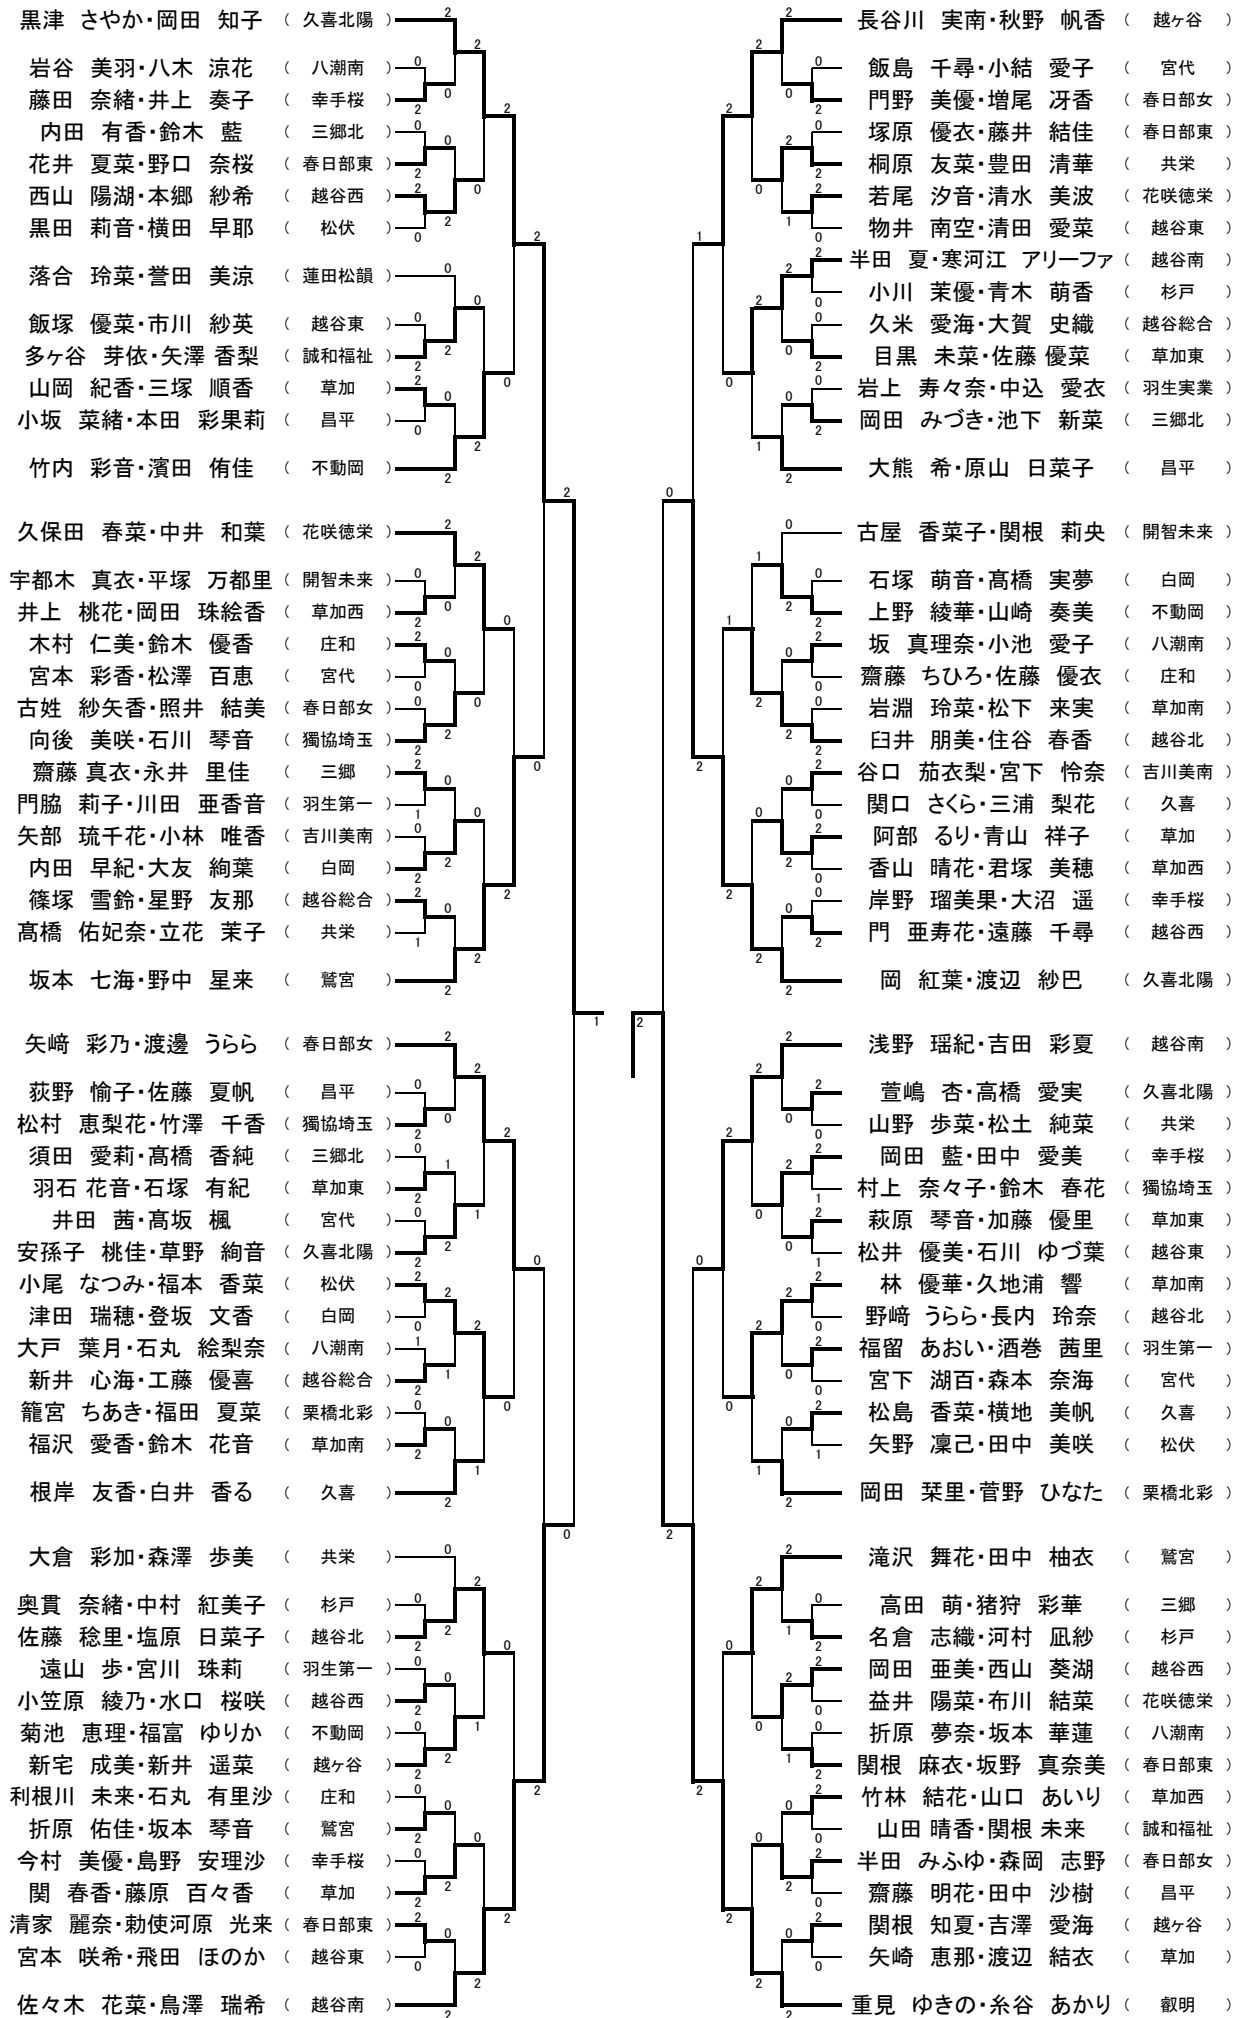 黒津 さやか・岡田 知子 ( 久喜北陽 )
岩谷 美羽・八木 涼花 ( 八潮南 )
藤田 奈緒・井上 奏子 ( 幸手桜 )
内田 有香・鈴木 藍 ( 三郷北 )
花井 夏菜・野口 奈桜 ( 春日部東 )
西山 陽湖・本郷 紗希 ( 越谷西 )
黒田 莉音・横田 早耶 ( 松伏 )
落合 玲菜・誉田 美涼 ( 蓮田松韻 )
飯塚 優菜・市川 紗英 ( 越谷東 )
多ヶ谷 芽依・矢澤 香梨 ( 誠和福祉 )
山岡 紀香・三塚 順香 ( 草加 )
小坂 菜緒・本田 彩果莉 ( 昌平 )
竹内 彩音・濱田 侑佳 ( 不動岡 )
久保田 春菜・中井 和葉 ( 花咲徳栄 )
宇都木 真衣・平塚 万都里 ( 開智未来 )
井上 桃花・岡田 珠絵香 ( 草加西 )
木村 仁美・鈴木 優香 ( 庄和 )
宮本 彩香・松澤 百恵 ( 宮代 )
古姓 紗矢香・照井 結美 ( 春日部女 )
向後 美咲・石川 琴音 ( 獨協埼玉 )
齋藤 真衣・永井 里佳 ( 三郷 )
門脇 莉子・川田 亜香音 ( 羽生第一 )
矢部 琉千花・小林 唯香 ( 吉川美南 )
内田 早紀・大友 絢葉 ( 白岡 )
篠塚 雪鈴・星野 友那 ( 越谷総合 )
髙橋 佑妃奈・立花 茉子 ( 共栄 )
坂本 七海・野中 星来 ( 鷲宮 )
矢﨑 彩乃・渡邊 うらら ( 春日部女 )
荻野 愉子・佐藤 夏帆 ( 昌平 )
松村 恵梨花・竹澤 千香 ( 獨協埼玉 )
須田 愛莉・髙橋 香純 ( 三郷北 )
羽石 花音・石塚 有紀 ( 草加東 )
井田 茜・髙坂 楓 ( 宮代 )
安孫子 桃佳・草野 絢音 ( 久喜北陽 )
小尾 なつみ・福本 香菜 ( 松伏 )
津田 瑞穂・登坂 文香 ( 白岡 )
大戸 葉月・石丸 絵梨奈 ( 八潮南 )
新井 心海・工藤 優喜 ( 越谷総合 )
籠宮 ちあき・福田 夏菜 ( 栗橋北彩 )
福沢 愛香・鈴木 花音 ( 草加南 )
根岸 友香・白井 香る ( 久喜 )
大倉 彩加・森澤 歩美 ( 共栄 )
奥貫 奈緒・中村 紅美子 ( 杉戸 )
佐藤 稔里・塩原 日菜子 ( 越谷北 )
遠山 歩・宮川 珠莉 ( 羽生第一 )
小笠原 綾乃・水口 桜咲 ( 越谷西 )
菊池 恵理・福富 ゆりか ( 不動岡 )
新宅 成美・新井 遥菜 ( 越ヶ谷 )
利根川 未来・石丸 有里沙 ( 庄和 )
折原 佑佳・坂本 琴音 ( 鷲宮 )
今村 美優・島野 安理沙 ( 幸手桜 )
関 春香・藤原 百々香 ( 草加 )
清家 麗奈・勅使河原 光来 ( 春日部東 )
宮本 咲希・飛田 ほのか ( 越谷東 )
佐々木 花菜・鳥澤 瑞希 ( 越谷南 )
長谷川 実南・秋野 帆香 ( 越ヶ谷 )
飯島 千尋・小結 愛子 ( 宮代 )
門野 美優・増尾 冴香 ( 春日部女 )
塚原 優衣・藤井 結佳 ( 春日部東 )
桐原 友菜・豊田 清華 ( 共栄 )
若尾 汐音・清水 美波 ( 花咲徳栄 )
物井 南空・清田 愛菜 ( 越谷東 )
半田 夏・寒河江 アリーファ ( 越谷南 )
小川 茉優・青木 萌香 ( 杉戸 )
久米 愛海・大賀 史織 ( 越谷総合 )
目黒 未菜・佐藤 優菜 ( 草加東 )
岩上 寿々奈・中込 愛衣 ( 羽生実業 )
岡田 みづき・池下 新菜 ( 三郷北 )
大熊 希・原山 日菜子 ( 昌平 )
古屋 香菜子・関根 莉央 ( 開智未来 )
石塚 萌音・髙橋 実夢 ( 白岡 )
上野 綾華・山崎 奏美 ( 不動岡 )
坂 真理奈・小池 愛子 ( 八潮南 )
齋藤 ちひろ・佐藤 優衣 ( 庄和 )
岩淵 玲菜・松下 来実 ( 草加南 )
臼井 朋美・住谷 春香 ( 越谷北 )
谷口 茄衣梨・宮下 怜奈 ( 吉川美南 )
関口 さくら・三浦 梨花 ( 久喜 )
阿部 るり・青山 祥子 ( 草加 )
香山 晴花・君塚 美穂 ( 草加西 )
岸野 瑠美果・大沼 遥 ( 幸手桜 )
門 亜寿花・遠藤 千尋 ( 越谷西 )
岡 紅葉・渡辺 紗巴 ( 久喜北陽 )
浅野 瑶紀・吉田 彩夏 ( 越谷南 )
萱嶋 杏・高橋 愛実 ( 久喜北陽 )
山野 歩菜・松土 純菜 ( 共栄 )
岡田 藍・田中 愛美 ( 幸手桜 )
村上 奈々子・鈴木 春花 ( 獨協埼玉 )
萩原 琴音・加藤 優里 ( 草加東 )
松井 優美・石川 ゆづ葉 ( 越谷東 )
林 優華・久地浦 響 ( 草加南 )
野﨑 うらら・長内 玲奈 ( 越谷北 )
福留 あおい・酒巻 茜里 ( 羽生第一 )
宮下 湖百・森本 奈海 ( 宮代 )
松島 香菜・横地 美帆 ( 久喜 )
矢野 凜己・田中 美咲 ( 松伏 )
岡田 栞里・菅野 ひなた ( 栗橋北彩 )
滝沢 舞花・田中 柚衣 ( 鷲宮 )
高田 萌・猪狩 彩華 ( 三郷 )
名倉 志織・河村 凪紗 ( 杉戸 )
岡田 亜美・西山 葵湖 ( 越谷西 )
益井 陽菜・布川 結菜 ( 花咲徳栄 )
折原 夢奈・坂本 華蓮 ( 八潮南 )
関根 麻衣・坂野 真奈美 ( 春日部東 )
竹林 結花・山口 あいり ( 草加西 )
山田 晴香・関根 未来 ( 誠和福祉 )
半田 みふゆ・森岡 志野 ( 春日部女 )
齋藤 明花・田中 沙樹 ( 昌平 )
関根 知夏・吉澤 愛海 ( 越ヶ谷 )
矢崎 恵那・渡辺 結衣 ( 草加 )
重見 ゆきの・糸谷 あかり ( 叡明 )